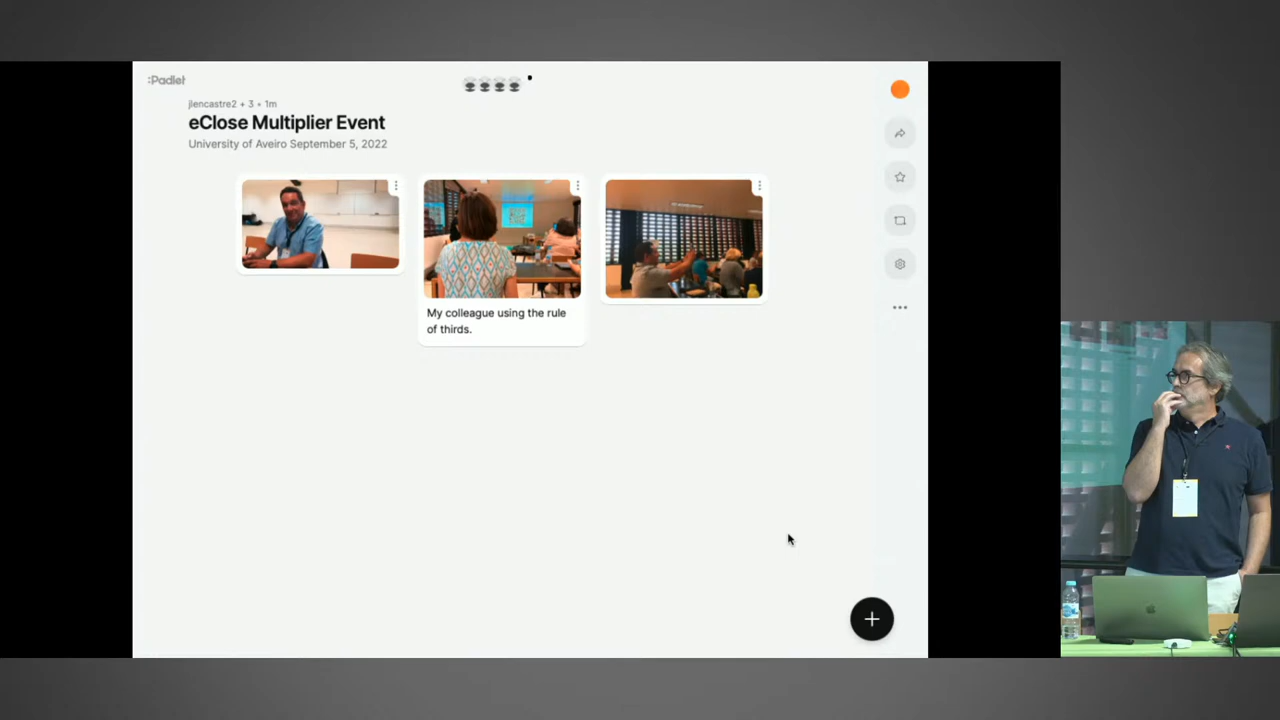 :Padlet
jlencastre2 + 3 • 1m
eClose Multiplier Event
University of Aveiro September 5, 2022
My colleague using the rule
of thirds.